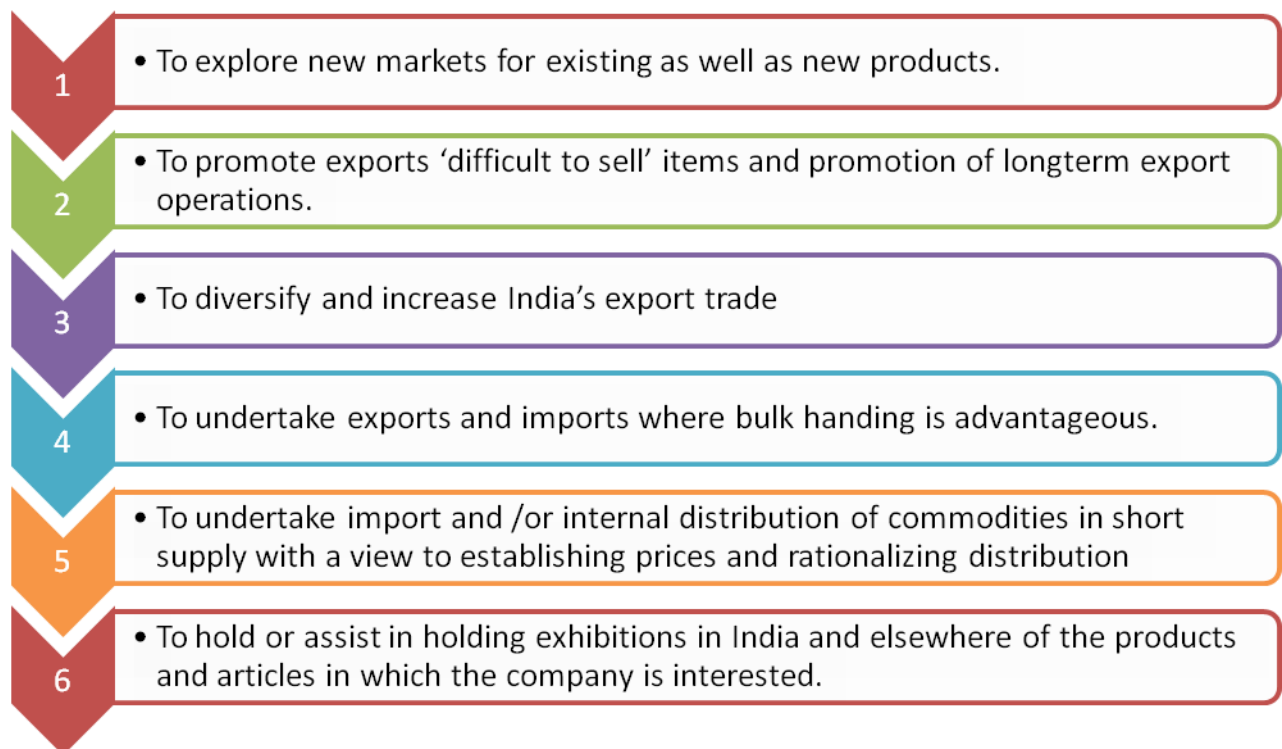 1
• To explore new markets for existing as well as new products.
2
• To promote exports ‘difficult to sell’ items and promotion of longterm export
operations.
3
• To diversify and increase India’s export trade
4
• To undertake exports and imports where bulk handing is advantageous.
5
• To undertake import and /or internal distribution of commodities in short
supply with a view to establishing prices and rationalizing distribution
6
• To hold or assist in holding exhibitions in India and elsewhere of the products
and articles in which the company is interested.